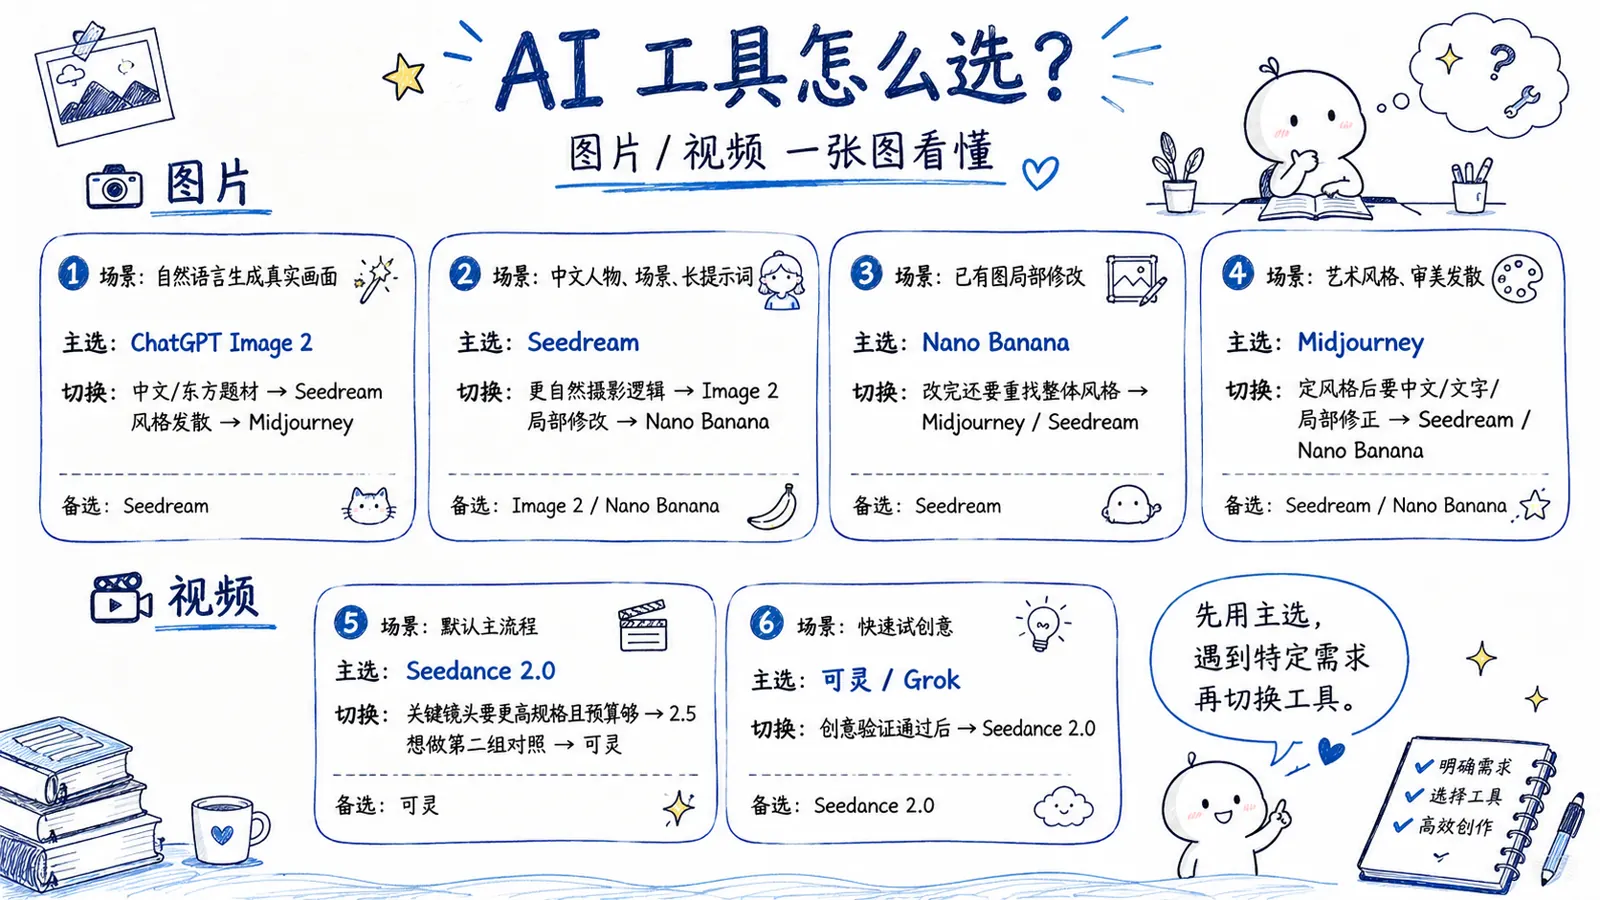 AI 工具怎么选？
图片 / 视频 一张图看懂
图片
1 场景：自然语言生成真实画面
主选：ChatGPT Image 2
切换：中文/东方题材 → Seedream
风格发散 → Midjourney
备选：Seedream
2 场景：中文人物、场景、长提示词
主选：Seedream
切换：更自然摄影逻辑 → Image 2
局部修改 → Nano Banana
备选：Image 2 / Nano Banana
3 场景：已有图局部修改
主选：Nano Banana
切换：改完还要重找整体风格 →
Midjourney / Seedream
备选：Seedream
4 场景：艺术风格、审美发散
主选：Midjourney
切换：定风格后要中文/文字/
局部修正 → Seedream /
Nano Banana
备选：Seedream / Nano Banana
视频
5 场景：默认主流程
主选：Seedance 2.0
切换：关键镜头要更高规格且预算够 → 2.5
想做第二组对照 → 可灵
备选：可灵
6 场景：快速试创意
主选：可灵 / Grok
切换：创意验证通过后 → Seedance 2.0
备选：Seedance 2.0
先用主选，
遇到特定需求
再切换工具。
明确需求
选择工具
高效创作
?